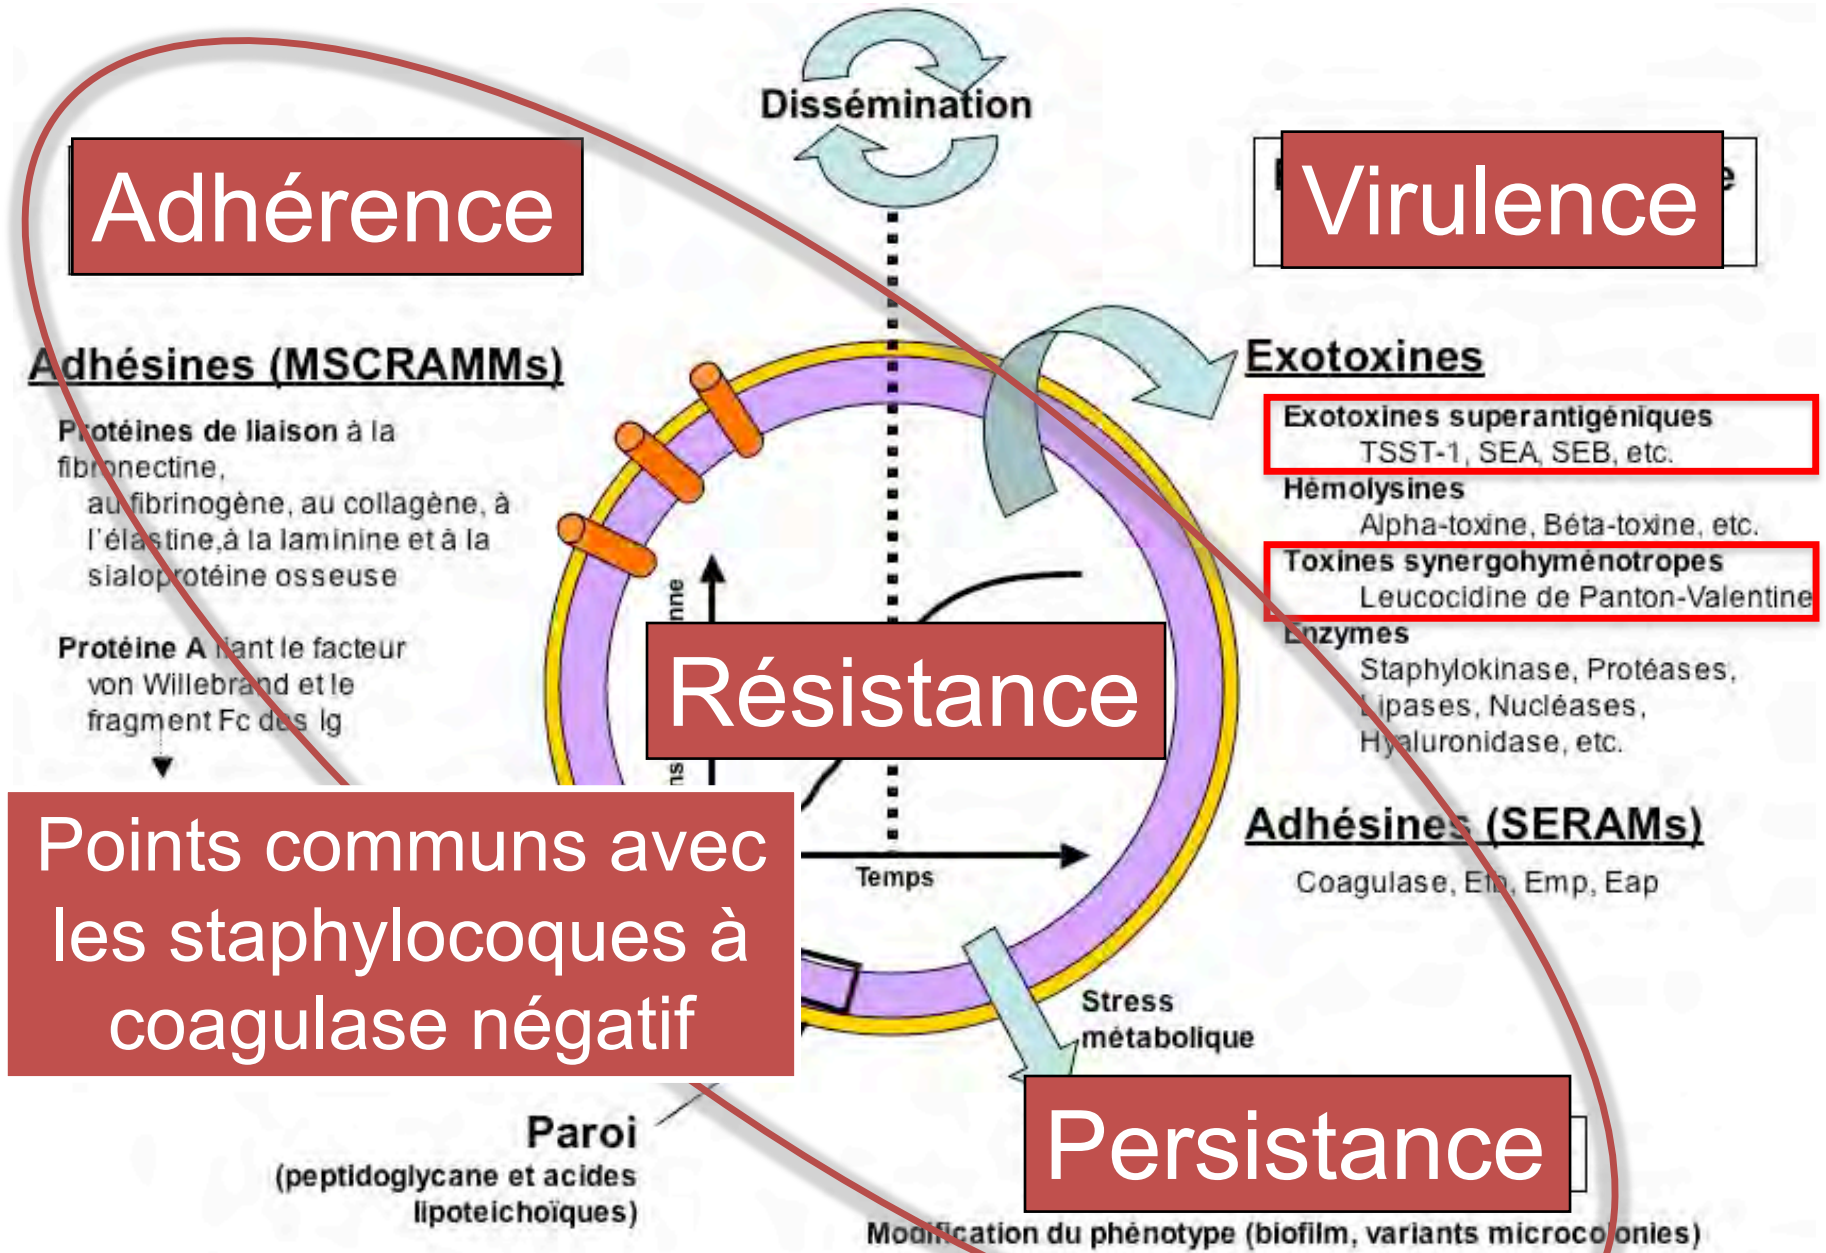 Dissémination
Adhérence
Virulence
Adhésines (MSCRAMMs)
Protéines de liaison à la
fibronectine,
au fibrinogène, au collagène, à
l'élastine,à la laminine et à la
sialoprotéine osseuse
Protéine A liant le facteur
von Willebrand et le
fragment Fc des Ig
Exotoxines
Exotoxines superantigéniques
TSST-1, SEA, SEB, etc.
Hémolysines
Alpha-toxine, Béta-toxine, etc.
Toxines synergohyménotropes
Leucocidine de Panton-Valentine
Enzymes
Staphylokinase, Protéases,
Lipases, Nucléases,
Hyaluronidase, etc.
Adhésines (SERAMs)
Coagulase, Efb, Emp, Eap
Résistance
Temps
Points communs avec
les staphylocoques à
coagulase négatif
Stress
métabolique
Persistance
Paroi
(peptidoglycane et acides
lipoteichoïques)
Modification du phénotype (biofilm, variants microcolonies)